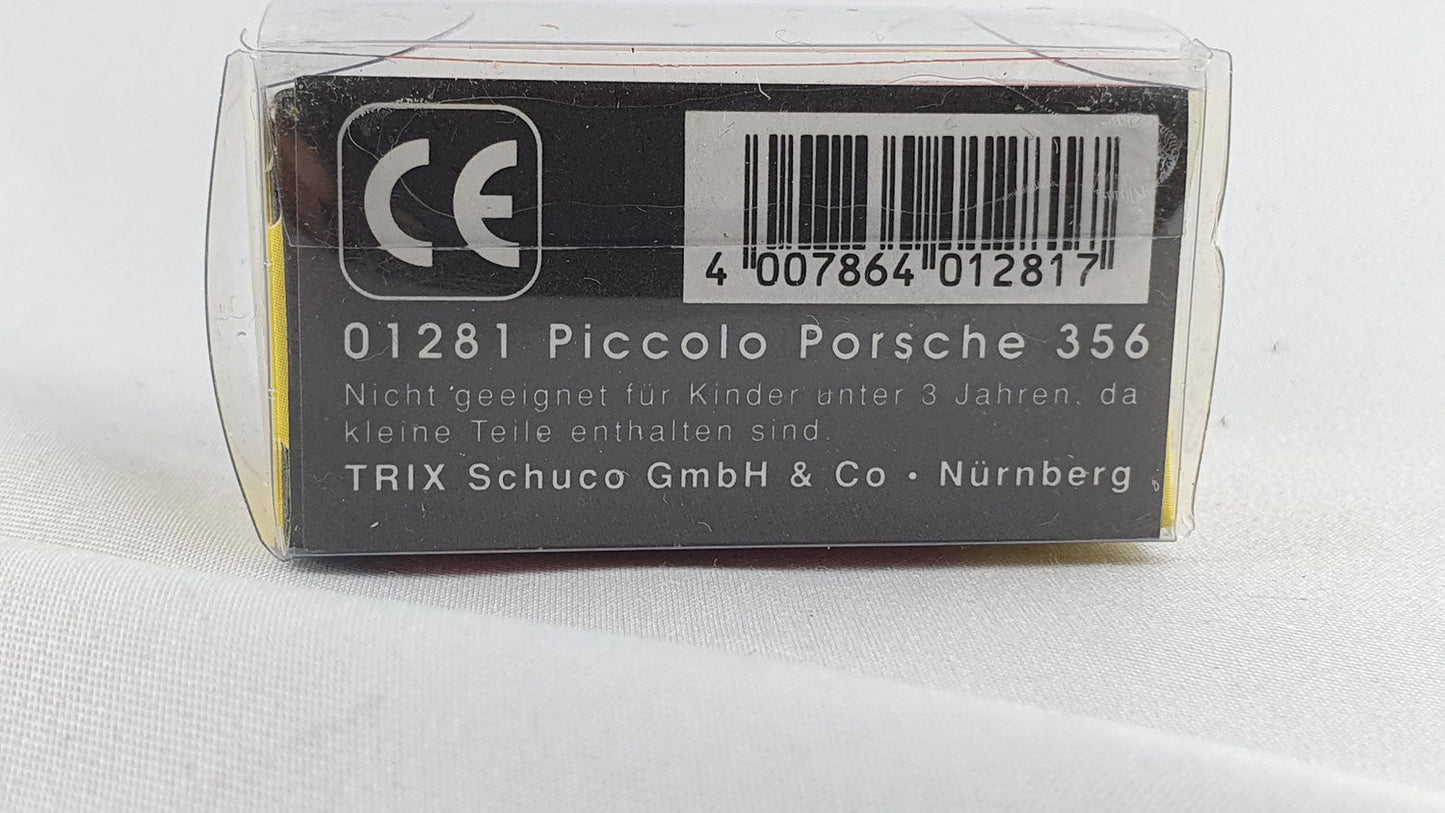 CE
4 007864 012817
01281 Piccolo Porsche 356
Nicht geeignet für Kinder unter 3 Jahren, da
kleine Teile enthalten sind.
TRIX Schuco GmbH & Co • Nürnberg